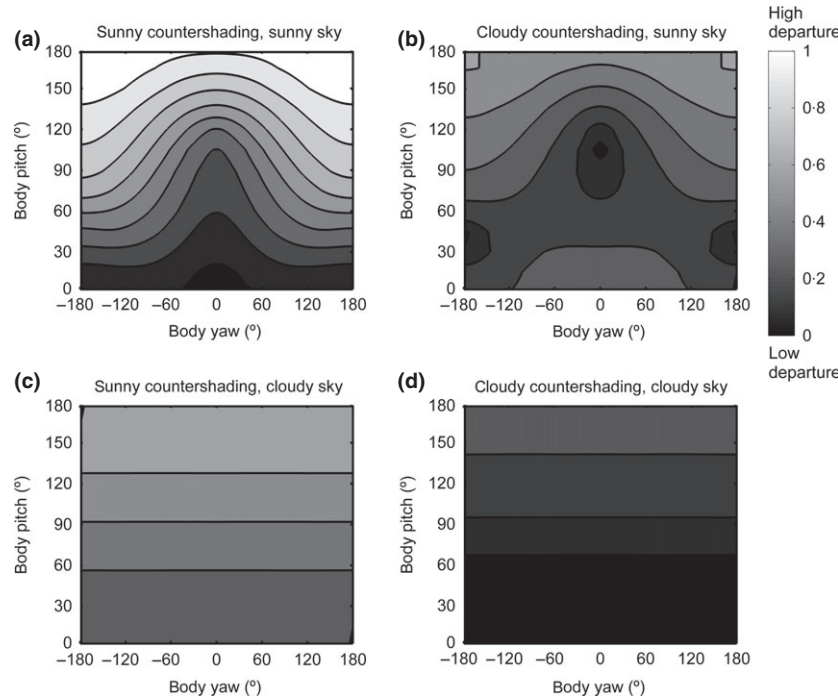 (a) Sunny countershading, sunny sky
Body pitch (º)
180
150
120
90
60
30
0
−180 −120 −60 0 60 120 180
Body yaw (º)
(b) Cloudy countershading, sunny sky
Body pitch (º)
180
150
120
90
60
30
0
−180 −120 −60 0 60 120 180
Body yaw (º)
High
departure
1
0·8
0·6
0·4
0·2
0
Low
departure
(c) Sunny countershading, cloudy sky
Body pitch (º)
180
150
120
90
60
30
0
−180 −120 −60 0 60 120 180
Body yaw (º)
(d) Cloudy countershading, cloudy sky
Body pitch (º)
180
150
120
90
60
30
0
−180 −120 −60 0 60 120 180
Body yaw (º)